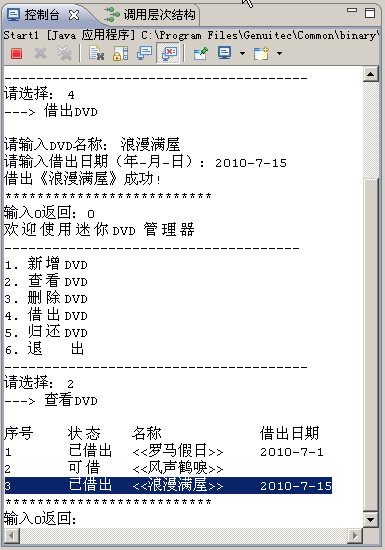 控制台 调用层次结构
Start1 [Java 应用程序] C:\Program Files\Genuitec\Common\binary\
----------------------------------------
请选择: 4
---> 借出DVD
请输入DVD名称: 浪漫满屋
请输入借出日期（年-月-日）: 2010-7-15
借出《浪漫满屋》成功!
**************************
输入0返回: 0
欢迎使用迷你DVD 管理器
----------------------------------------
1. 新增DVD
2. 查看DVD
3. 删除DVD
4. 借出DVD
5. 归还DVD
6. 退 出
----------------------------------------
请选择: 2
---> 查看DVD
序号 状态 名称 借出日期
1 已借出 <<罗马假日>> 2010-7-1
2 可借 <<风声鹤唳>>
3 已借出 <<浪漫满屋>> 2010-7-15
**************************
输入0返回: